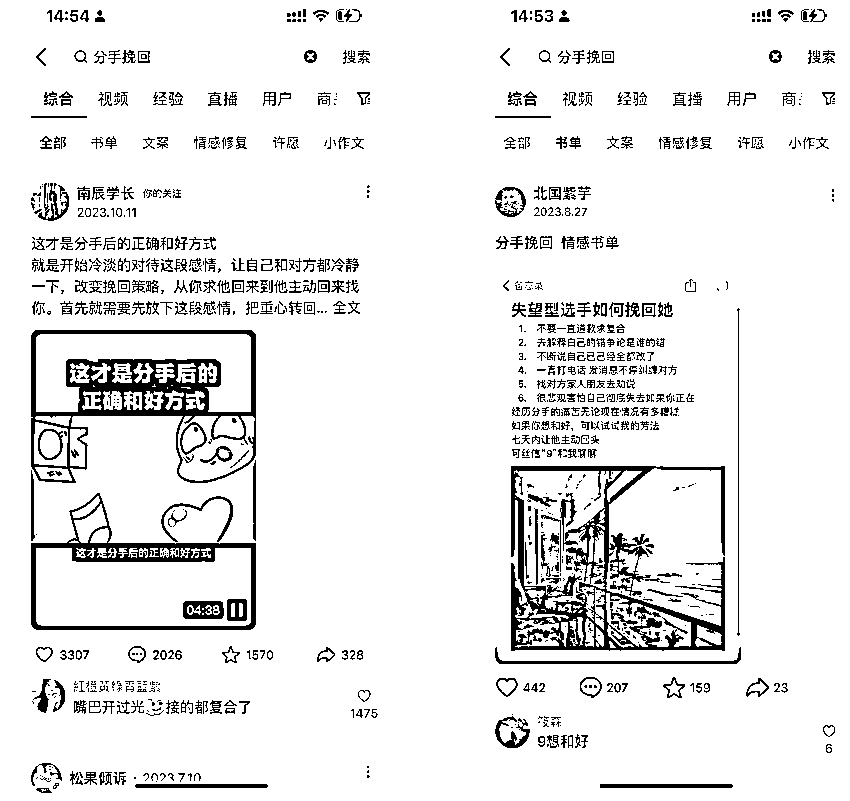 14:54
分手挽回
搜索
综合 视频 经验 直播 用户
全部 书单 文案 情感修复 许愿 小作文
南辰学长 你的关注
2023.10.11
这才是分手后的正确和好方式
就是开始冷淡的对待这段感情，让自己和对方都冷静
一下，改变挽回策略，从你求他回来到他主动回来找
你。首先就需要先放下这段感情，把重心转回... 全文
这才是分手后的
正确和好方式
这才是分手后的正确和好方式
04:38
3307 2026 1570 328
红橙黄绿青蓝紫
嘴巴开过光 接的都复合了
1475
松果倾诉 · 2023.7.10
14:53
分手挽回
搜索
综合 视频 经验 直播 用户
全部 书单 文案 情感修复 许愿 小作文
北国紫芋
2023.8.27
分手挽回 情感书单
备忘录
失望型选手如何挽回她
1. 不要一直道歉求复合
2. 去解释自己的错争论是谁的错
3. 不断说自己已经全都改了
4. 一直打电话 发消息不停纠缠对方
5. 找对方家人朋友去劝说
6. 很悲观害怕自己彻底失去如果你正在
经历分手的痛苦无论现在情况有多糟糕
如果你想和好，可以试试我的方法
七天内让他主动回头
可丝信“9”和我聊聊
442 207 159 23
筱森
9想和好
6